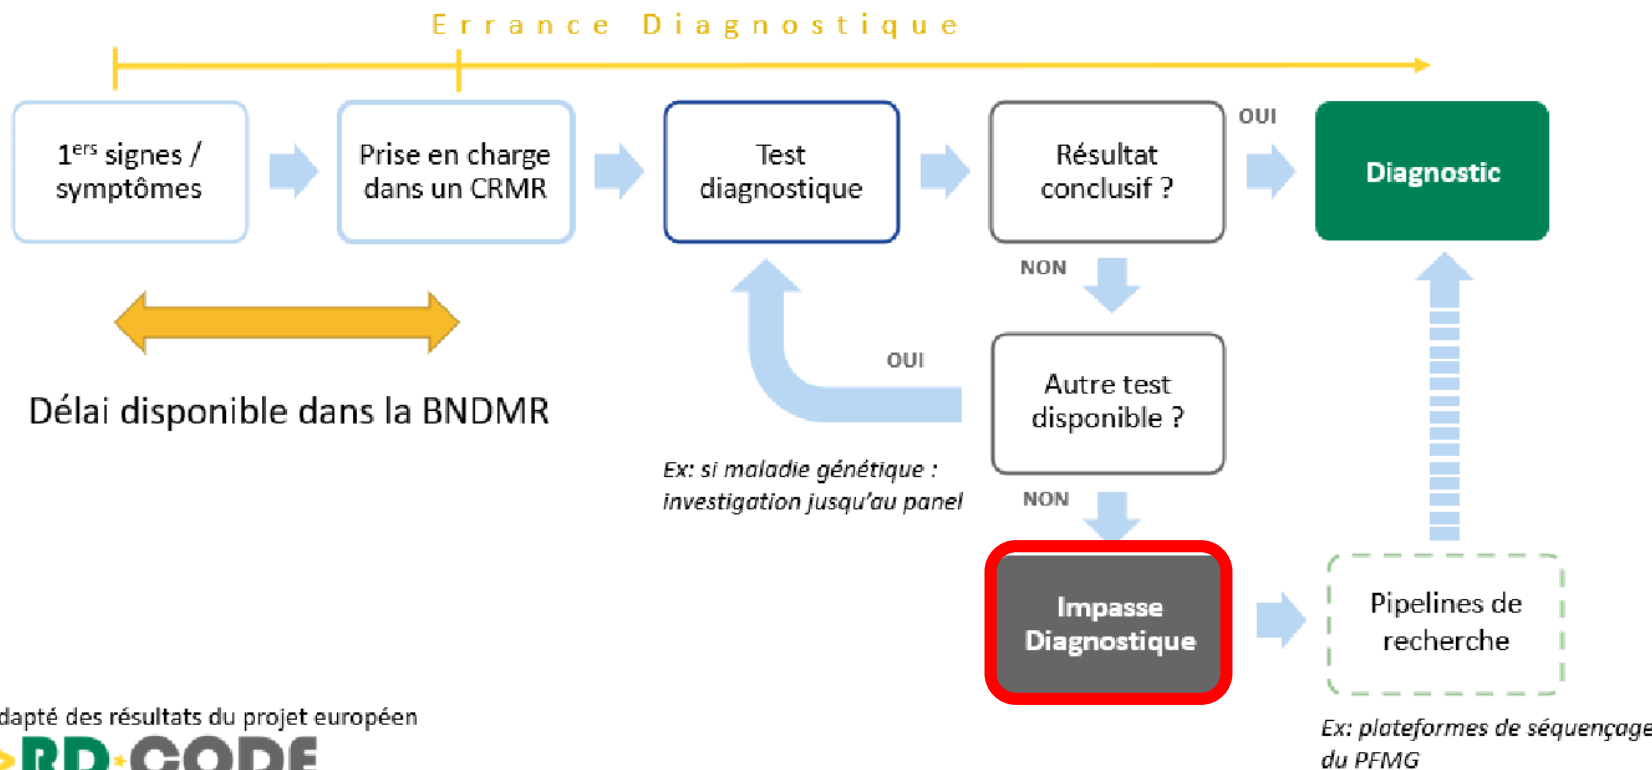 Errance Diagnostique
1ers signes /
symptômes
Prise en charge
dans un CRMR
Test
diagnostique
Résultat
conclusif ?
OUI
Diagnostic
NON
Délai disponible dans la BNDMR
OUI
Autre test
disponible ?
Ex: si maladie génétique :
investigation jusqu'au panel
NON
Impasse
Diagnostique
Pipelines de
recherche
Ex: plateformes de séquençage
du PFMG
dapté des résultats du projet européen
RD CODE